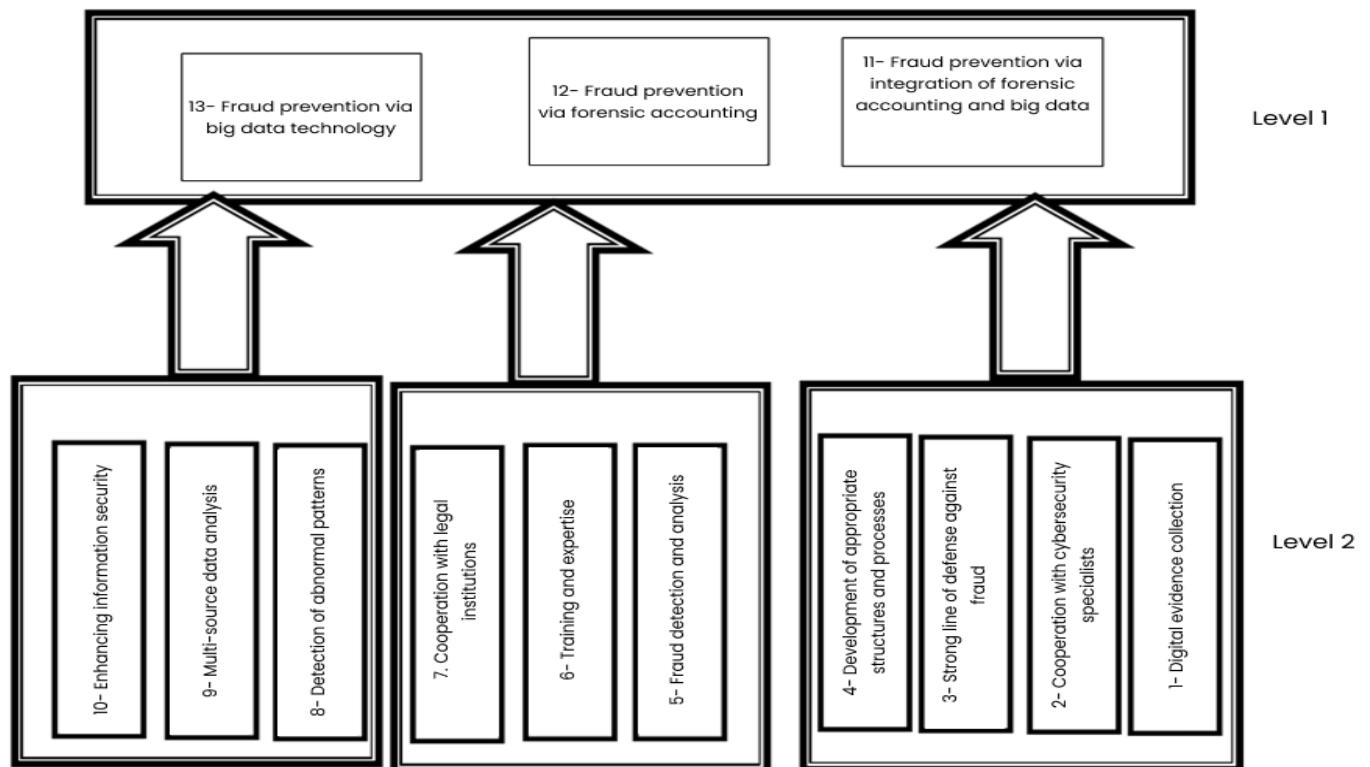 13- Fraud prevention via
big data technology
12- Fraud prevention
via forensic accounting
11- Fraud prevention via
integration of forensic
accounting and big data
Level 1
10- Enhancing information security
9- Multi-source data analysis
8- Detection of abnormal patterns
7. Cooperation with legal
institutions
6- Training and expertise
5- Fraud detection and analysis
4- Development of appropriate
structures and processes
3- Strong line of defense against
fraud
2- Cooperation with cybersecurity
specialists
1- Digital evidence collection
Level 2